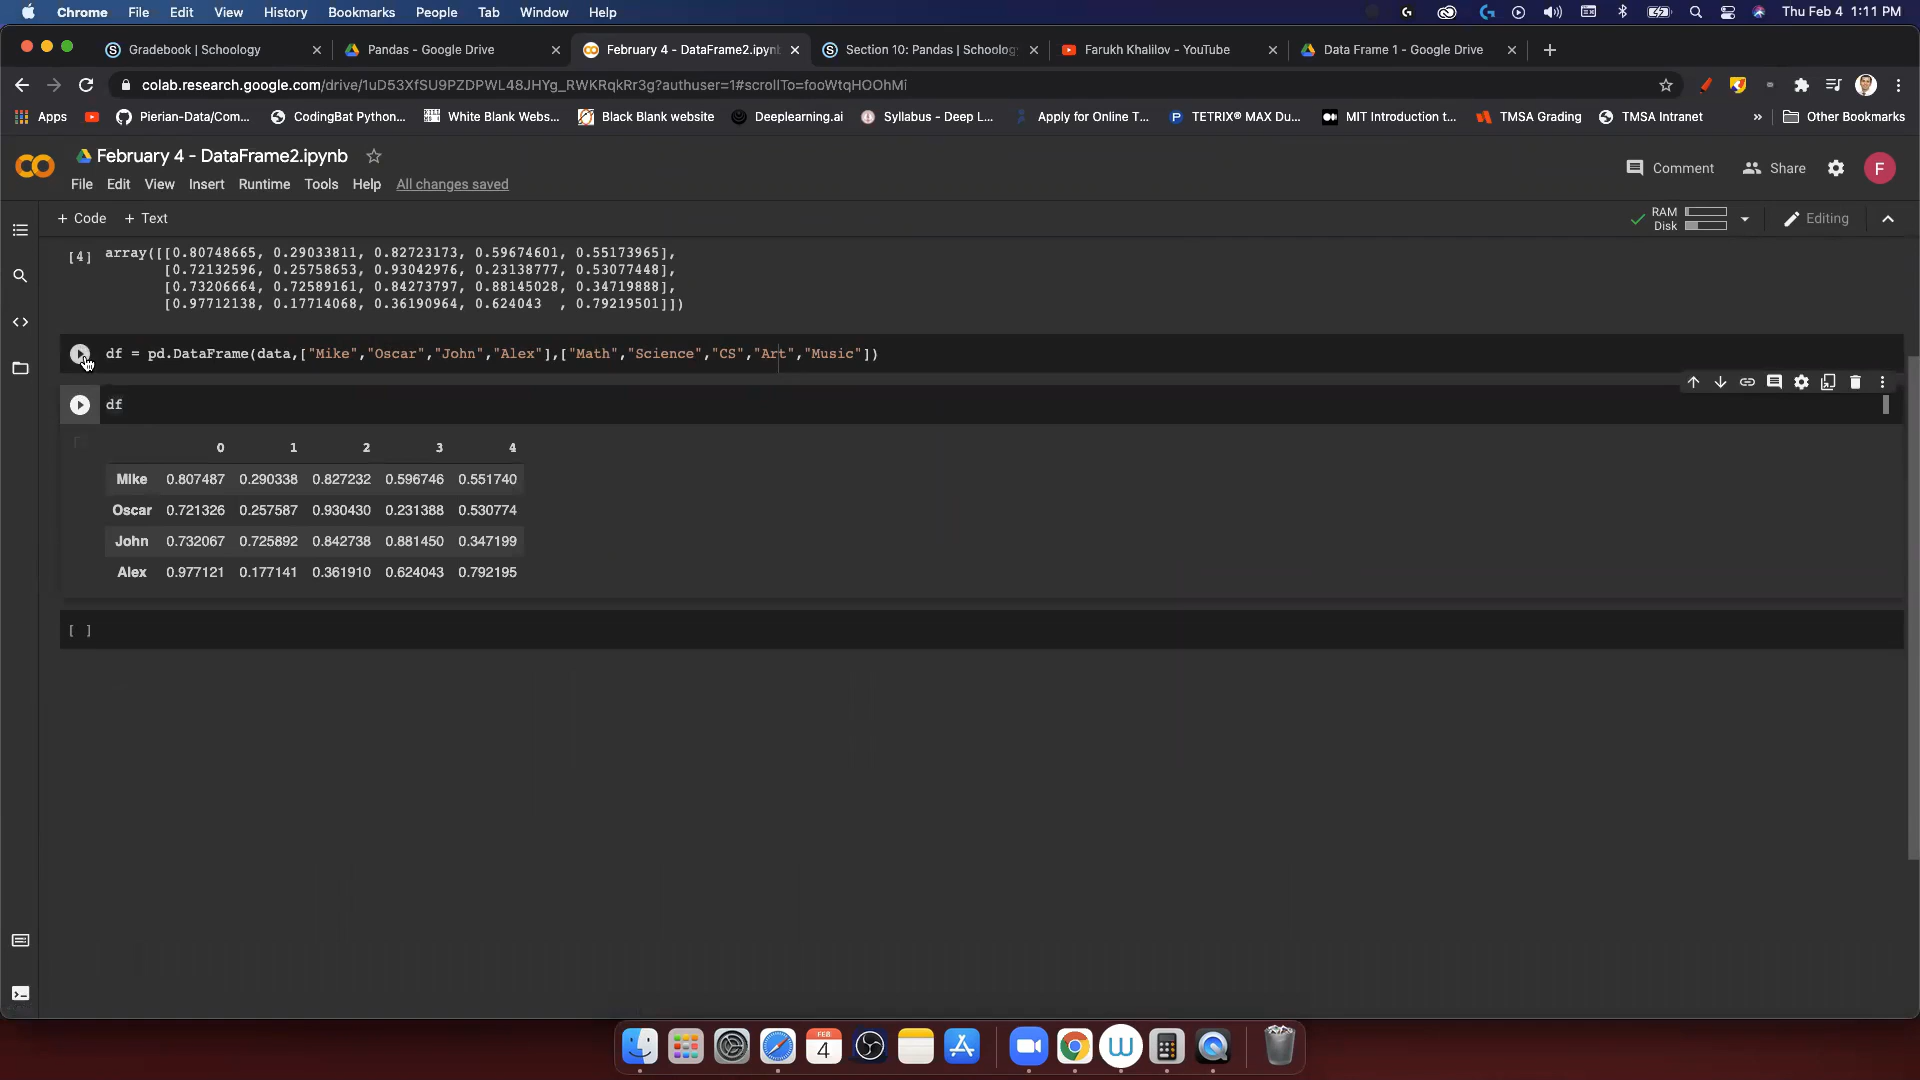 Chrome File Edit View History Bookmarks People Tab Window Help Thu Feb 4 1:11 PM
Gradebook | Schoology Pandas - Google Drive February 4 - DataFrame2.ipynb Section 10: Pandas | Schoology Farukh Khalilov - YouTube Data Frame 1 - Google Drive
colab.research.google.com/drive/1uD53XfSU9PZDPWL48JHYg_RWKRqkRr3g?authuser=1#scrollTo=fooWtqHOOhMi
Apps Pierian-Data/Com... CodingBat Python... White Blank Webs... Black Blank website Deeplearning.ai Syllabus - Deep L... Apply for Online T... TETRIX® MAX Du... MIT Introduction t... TMSA Grading TMSA Intranet » Other Bookmarks
CO February 4 - DataFrame2.ipynb
Comment Share F
File Edit View Insert Runtime Tools Help All changes saved
+ Code + Text RAM Disk Editing
[4] array([[0.80748665, 0.29033811, 0.82723173, 0.59674601, 0.55173965],
[0.72132596, 0.25758653, 0.93042976, 0.23138777, 0.53077448],
[0.73206664, 0.72589161, 0.84273797, 0.88145028, 0.34719888],
[0.97712138, 0.17714068, 0.36190964, 0.624043  , 0.79219501]])
df = pd.DataFrame(data,["Mike","Oscar","John","Alex"],["Math","Science","CS","Art","Music"])
df
0 1 2 3 4
Mike 0.807487 0.290338 0.827232 0.596746 0.551740
Oscar 0.721326 0.257587 0.930430 0.231388 0.530774
John 0.732067 0.725892 0.842738 0.881450 0.347199
Alex 0.977121 0.177141 0.361910 0.624043 0.792195
[ ]
FEB
4